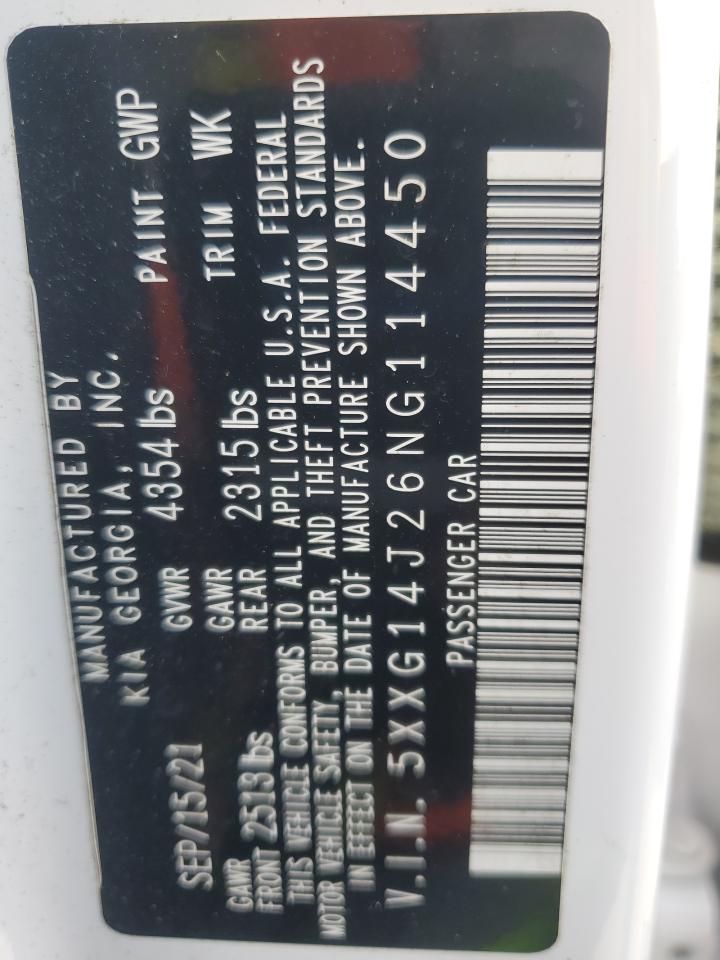 MANUFACTURED BY
KIA GEORGIA, INC.
SEP/15/21 GVWR 4354 lbs PAINT GWP
GAWR FRONT 2513 lbs GAWR REAR 2315 lbs TRIM WK
THIS VEHICLE CONFORMS TO ALL APPLICABLE U.S.A. FEDERAL
MOTOR VEHICLE SAFETY, BUMPER, AND THEFT PREVENTION STANDARDS
IN EFFECT ON THE DATE OF MANUFACTURE SHOWN ABOVE.
V.I.N. 5XXG14J26NG114450
PASSENGER CAR